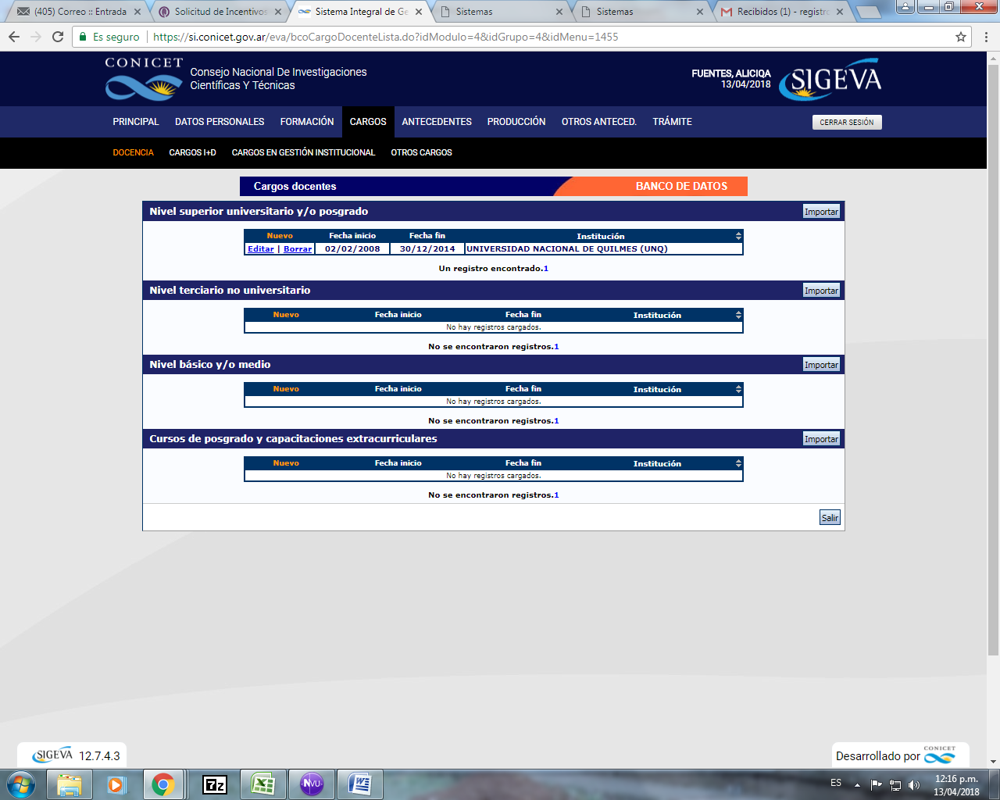 (405) Correo :: Entrada
Solicitud de Incentivos
Sistema Integral de Ge
Sistemas
Sistemas
Recibidos (1) - registro
Es seguro
https://si.conicet.gov.ar/eva/bcoCargoDocenteLista.do?idModulo=4&idGrupo=4&idMenu=1455
CONICET
Consejo Nacional De Investigaciones
Científicas Y Técnicas
FUENTES, ALICIQA
13/04/2018
SIGEVA
PRINCIPAL DATOS PERSONALES FORMACIÓN CARGOS ANTECEDENTES PRODUCCIÓN OTROS ANTECED. TRÁMITE
CERRAR SESIÓN
DOCENCIA CARGOS I+D CARGOS EN GESTIÓN INSTITUCIONAL OTROS CARGOS
Cargos docentes BANCO DE DATOS
Nivel superior universitario y/o posgrado Importar
Nuevo Fecha inicio Fecha fin Institución
Editar | Borrar 02/02/2008 30/12/2014 UNIVERSIDAD NACIONAL DE QUILMES (UNQ)
Un registro encontrado.1
Nivel terciario no universitario Importar
Nuevo Fecha inicio Fecha fin Institución
No hay registros cargados.
No se encontraron registros.1
Nivel básico y/o medio Importar
Nuevo Fecha inicio Fecha fin Institución
No hay registros cargados.
No se encontraron registros.1
Cursos de posgrado y capacitaciones extracurriculares Importar
Nuevo Fecha inicio Fecha fin Institución
No hay registros cargados.
No se encontraron registros.1
Salir
SIGEVA 12.7.4.3
Desarrollado por CONICET
7z
NVU
ES
12:16 p.m.
13/04/2018